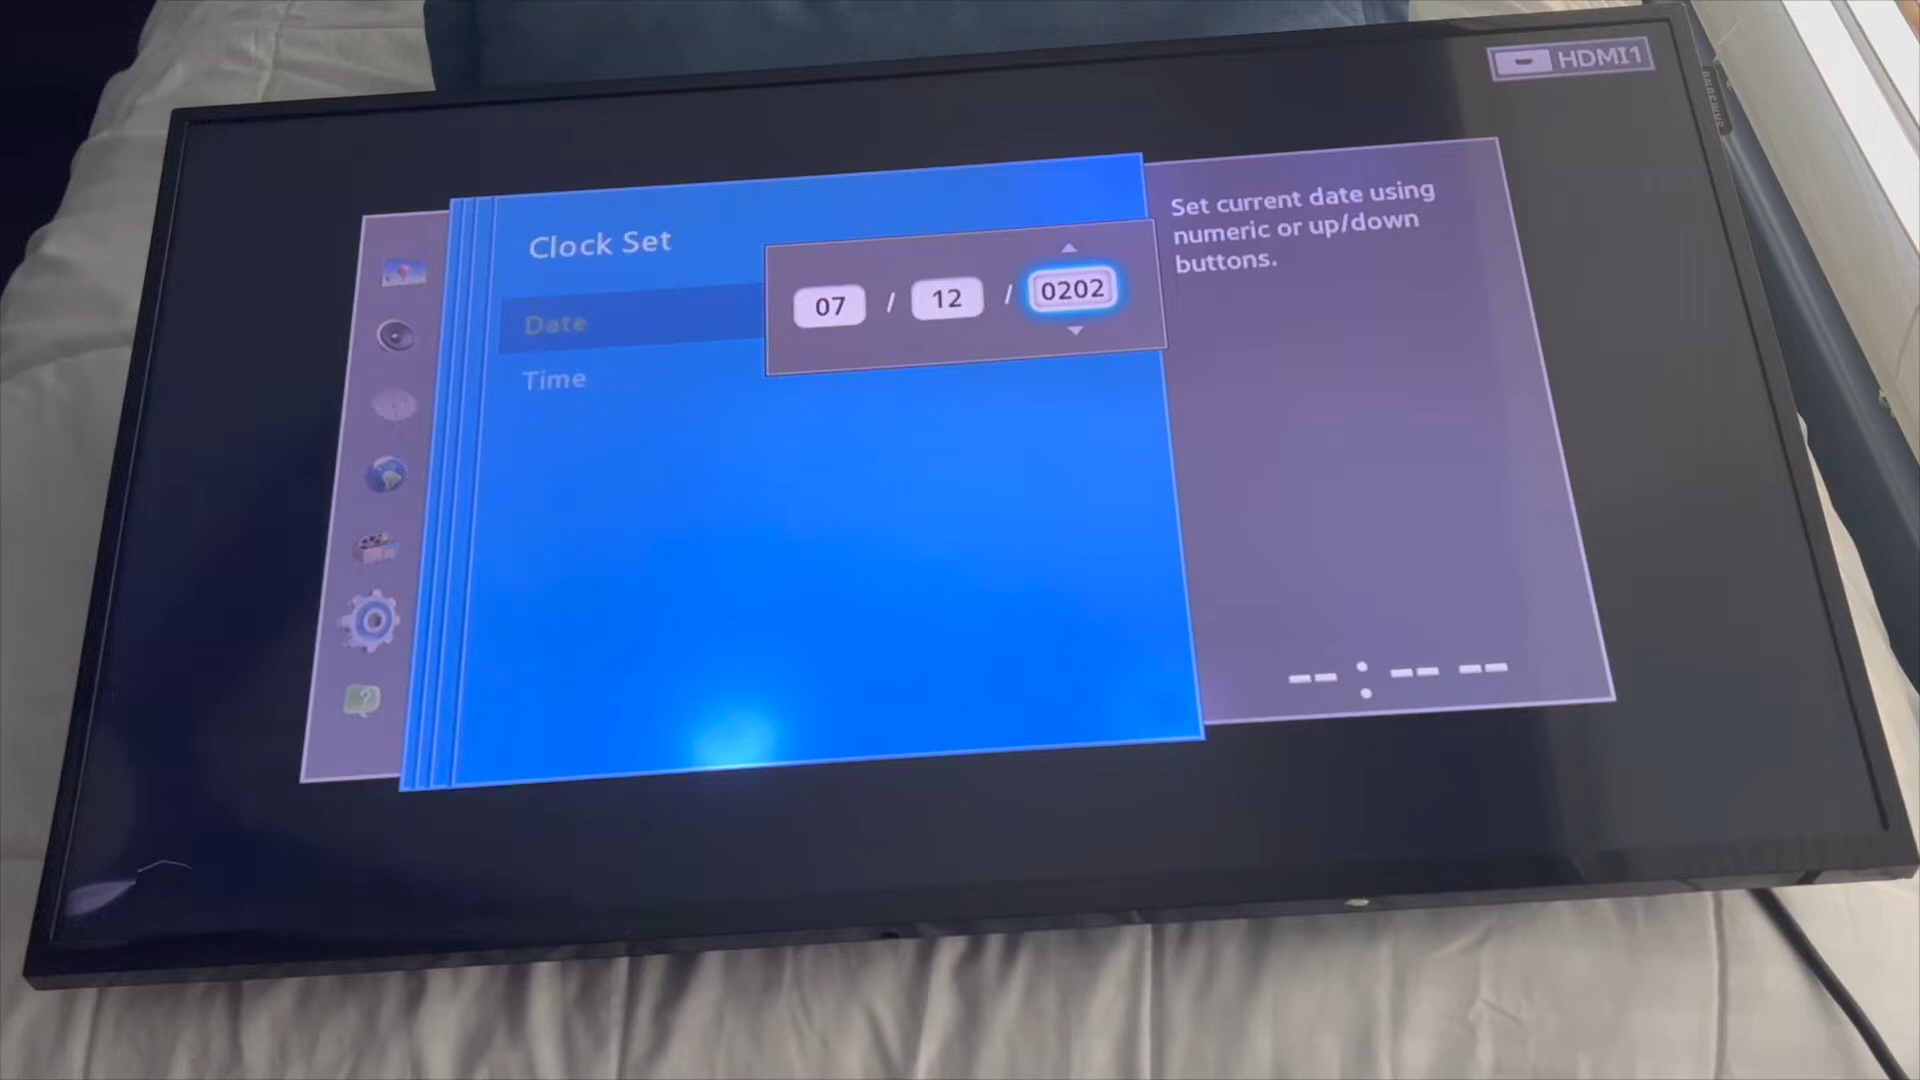 HDMI1
Clock Set
Date
07 / 12 / 0202
Time
Set current date using
numeric or up/down
buttons.
-- : -- --
?